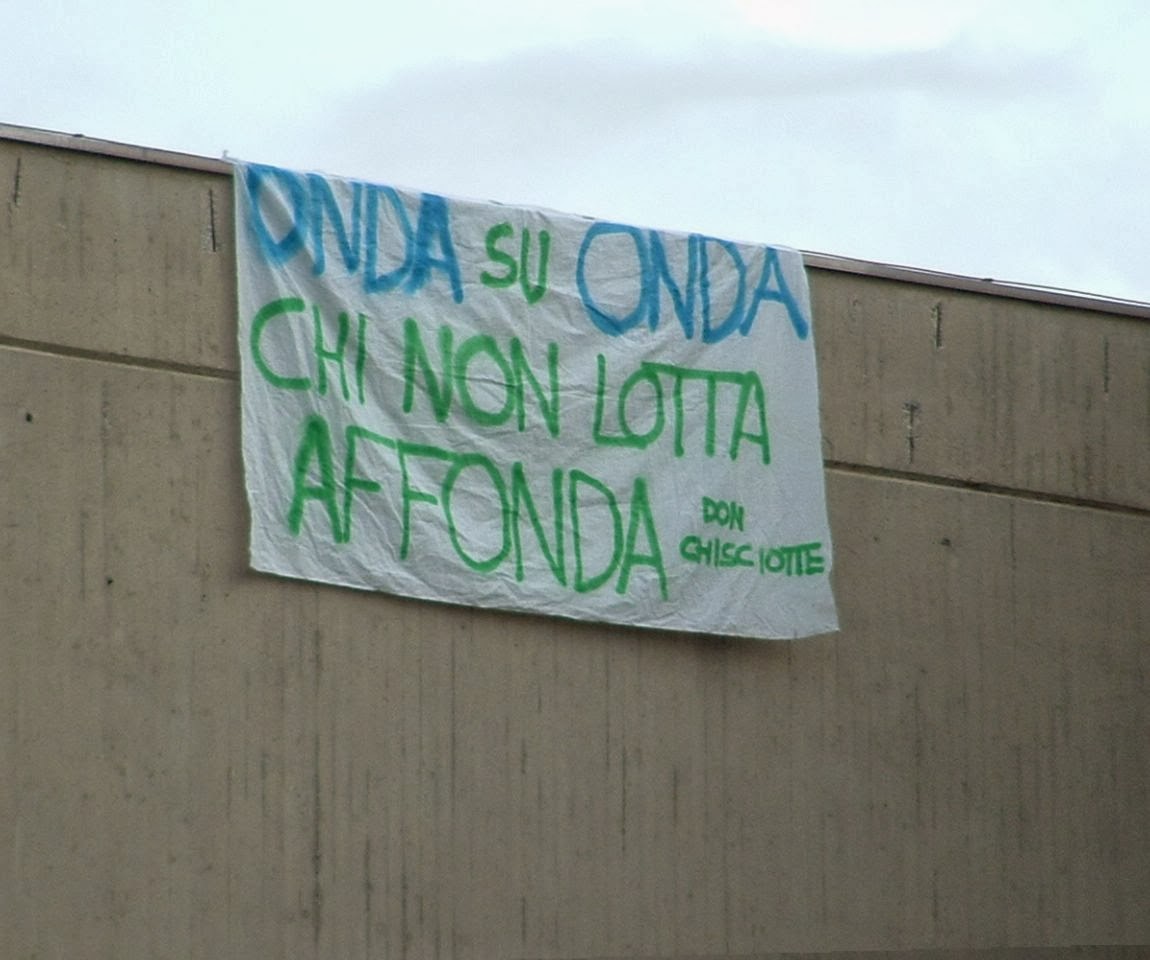 ONDA SU ONDA
CHI NON LOTTA
AFFONDA
DON
CHISCIOTTE